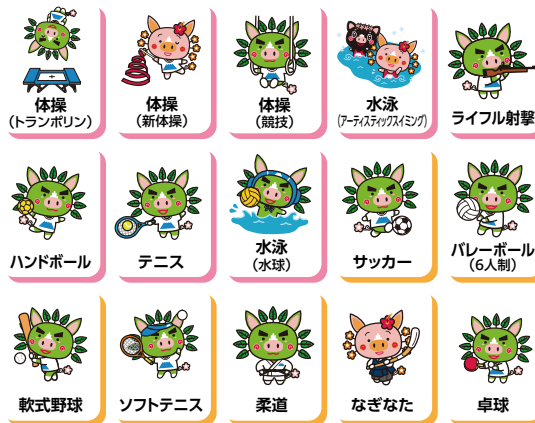 体操
(トランポリン)
体操
(新体操)
体操
(競技)
水泳
(アーティスティックスイミング)
ライフル射撃
ハンドボール
テニス
水泳
(水球)
サッカー
バレーボール
(6人制)
軟式野球
ソフトテニス
柔道
なぎなた
卓球